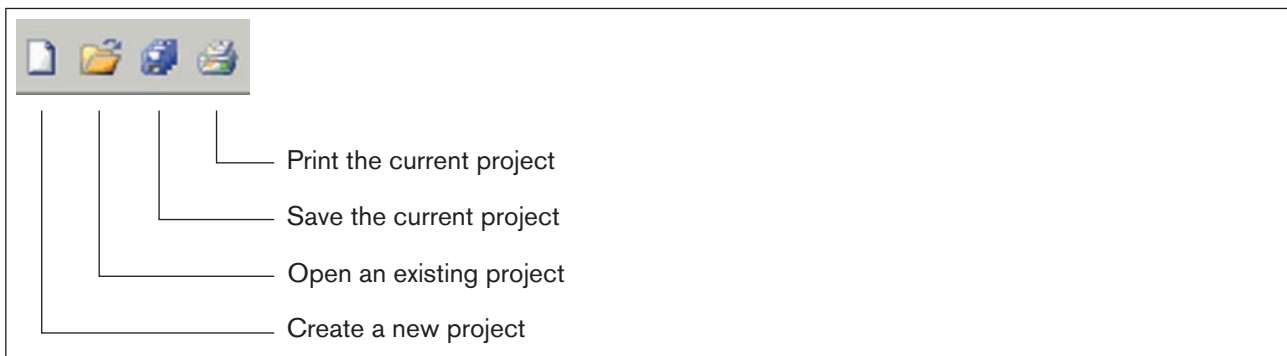 Print the current project
Save the current project
Open an existing project
Create a new project